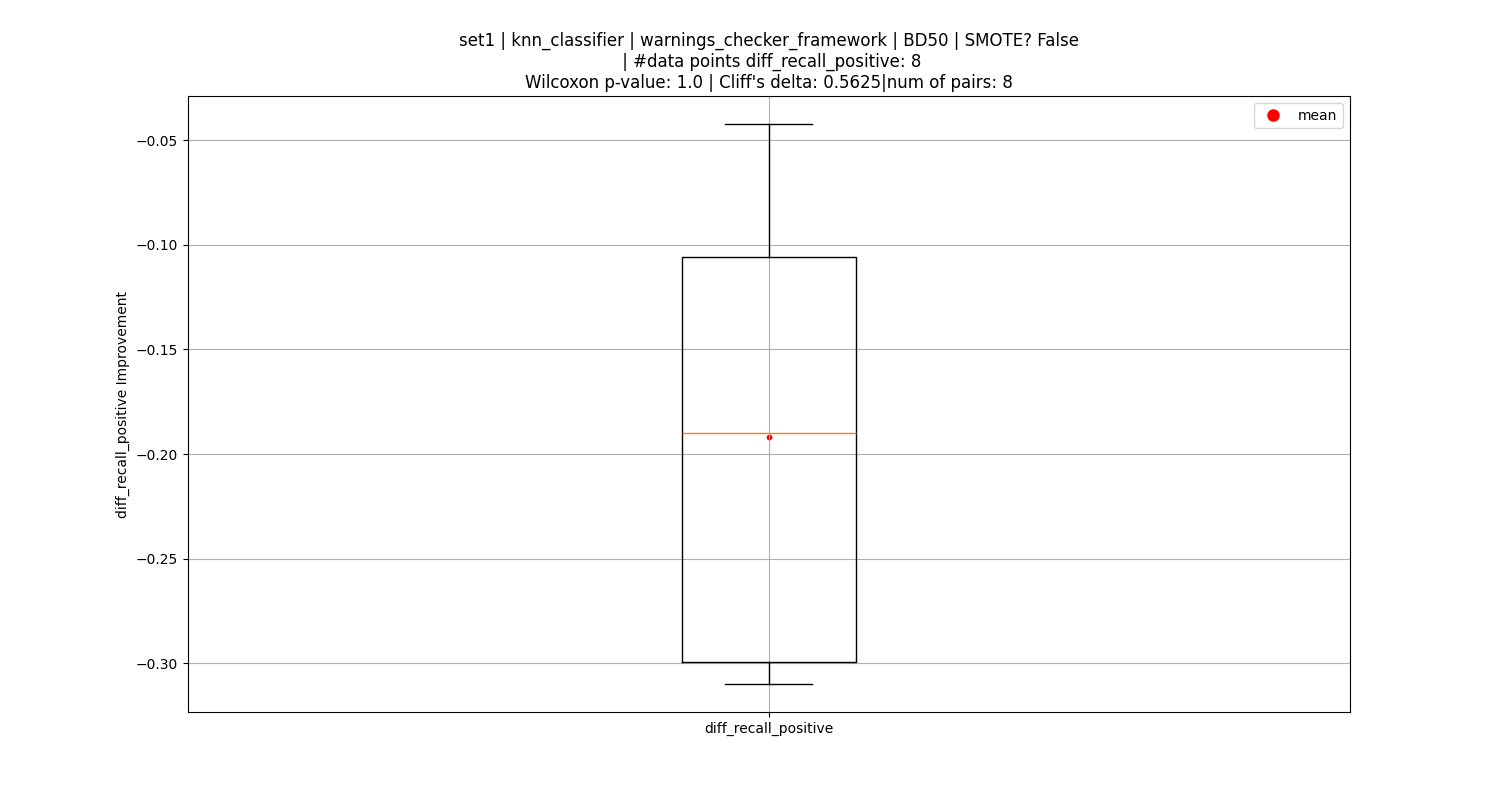 set1 | knn_classifier | warnings_checker_framework | BD50 | SMOTE? False
| #data points diff_recall_positive: 8
Wilcoxon p-value: 1.0 | Cliff's delta: 0.5625|num of pairs: 8
mean
−0.05
−0.10
−0.15
−0.20
−0.25
−0.30
diff_recall_positive Improvement
diff_recall_positive